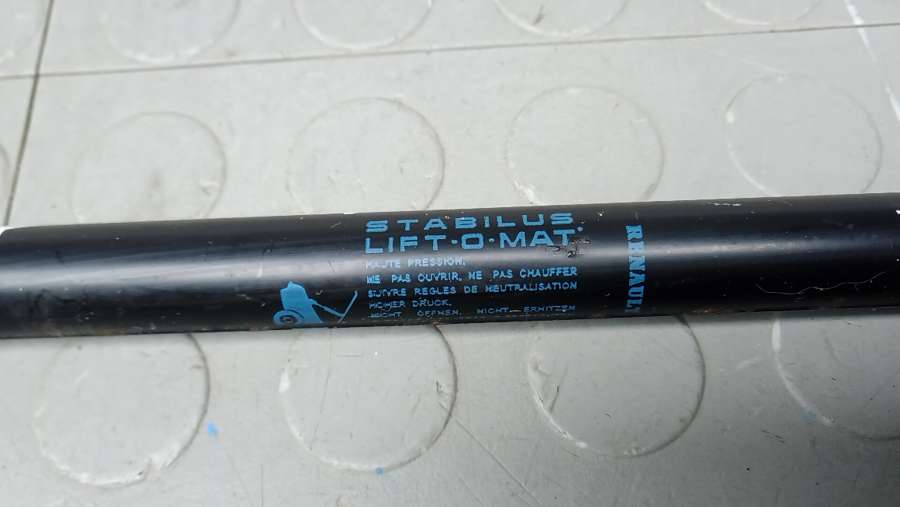 STABILUS
LIFT-O-MAT
HAUTE PRESSION.
NE PAS OUVRIR. NE PAS CHAUFFER
SUIVRE REGLES DE NEUTRALISATION
HOHER DRUCK.
NICHT ÖFFNEN. NICHT ERHITZEN
RENAULT